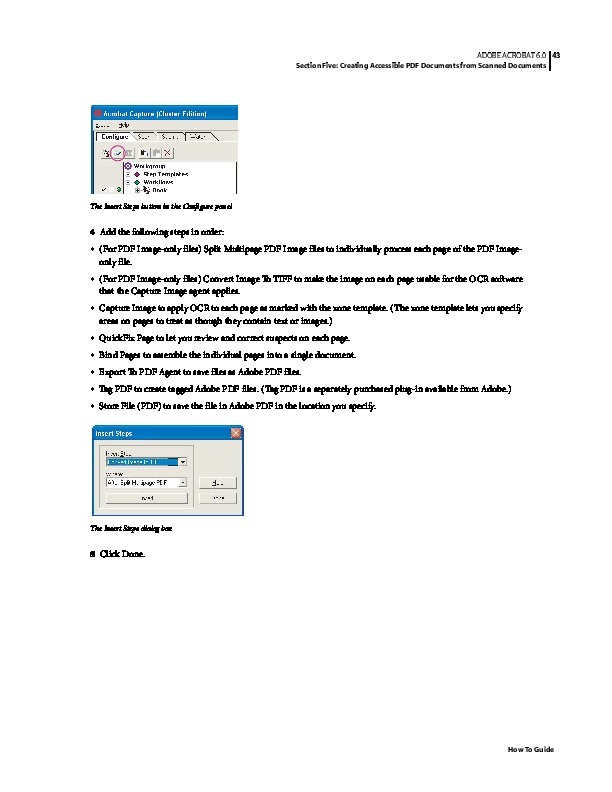 ADOBE ACROBAT 6.0 43
Section Five: Creating Accessible PDF Documents from Scanned Documents
Acrobat Capture (Cluster Edition)
Help
Configure
Workgroup
Step Templates
Workflows
Book
The Insert Steps button in the Configure panel
4 Add the following steps in order:
• (For PDF Image-only files) Split Multipage PDF Image files to individually process each page of the PDF Image-
only file.
• (For PDF Image-only files) Convert Image To TIFF to make the image on each page usable for the OCR software
that the Capture Image agent applies.
• Capture Image to apply OCR to each page as marked with the zone template. (The zone template lets you specify
areas on pages to treat as though they contain text or images.)
• QuickFix Page to let you review and correct suspects on each page.
• Bind Pages to assemble the individual pages into a single document.
• Export To PDF Agent to save files as Adobe PDF files.
• Tag PDF to create tagged Adobe PDF files. (Tag PDF is a separately purchased plug-in available from Adobe.)
• Store File (PDF) to save the file in Adobe PDF in the location you specify.
Insert Steps
Insert Step
Split Multipage PDF
The Insert Steps dialog box
Click Done.
How To Guide